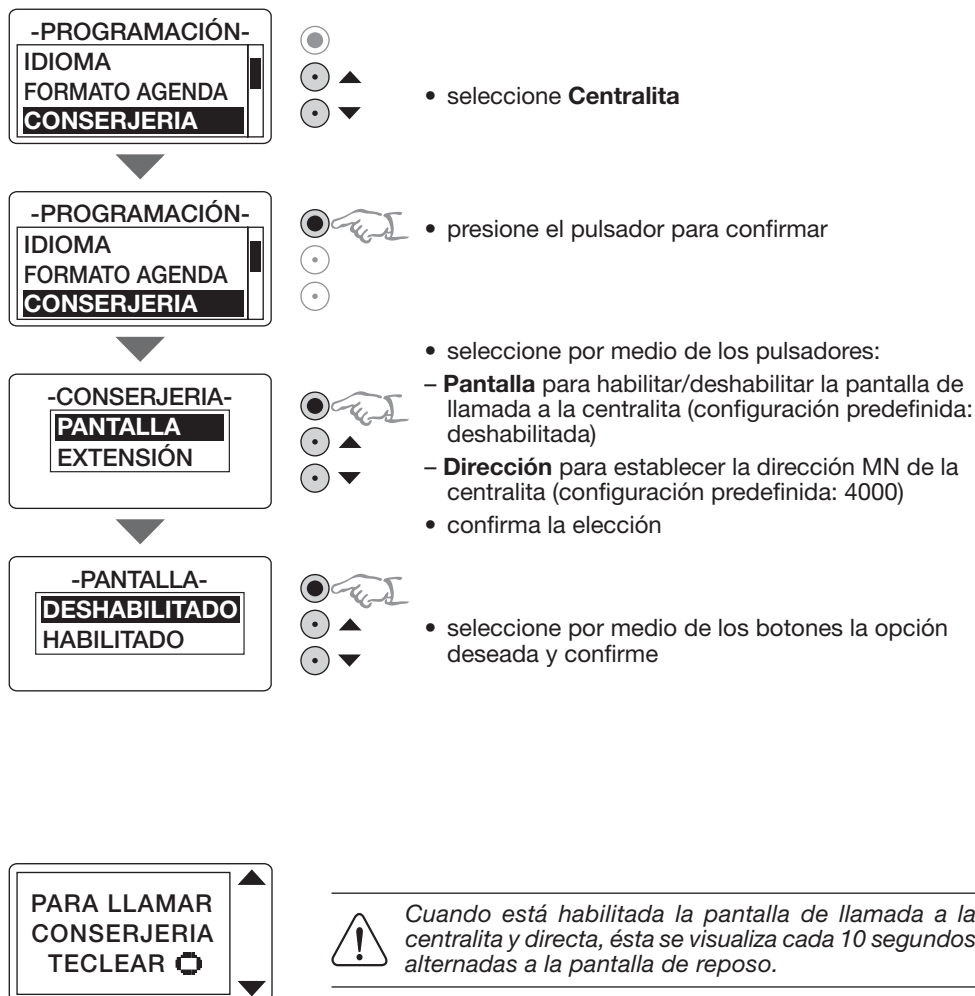 -PROGRAMACIÓN-
IDIOMA
FORMATO AGENDA
CONSERJERIA
• seleccione Centralita
-PROGRAMACIÓN-
IDIOMA
FORMATO AGENDA
CONSERJERIA
• presione el pulsador para confirmar
-CONSERJERIA-
PANTALLA
EXTENSIÓN
• seleccione por medio de los pulsadores:
– Pantalla para habilitar/deshabilitar la pantalla de
llamada a la centralita (configuración predefinida:
deshabilitada)
– Dirección para establecer la dirección MN de la
centralita (configuración predefinida: 4000)
• confirma la elección
-PANTALLA-
DESHABILITADO
HABILITADO
• seleccione por medio de los botones la opción
deseada y confirme
PARA LLAMAR
CONSERJERIA
TECLEAR
Cuando está habilitada la pantalla de llamada a la
centralita y directa, ésta se visualiza cada 10 segundos
alternadas a la pantalla de reposo.